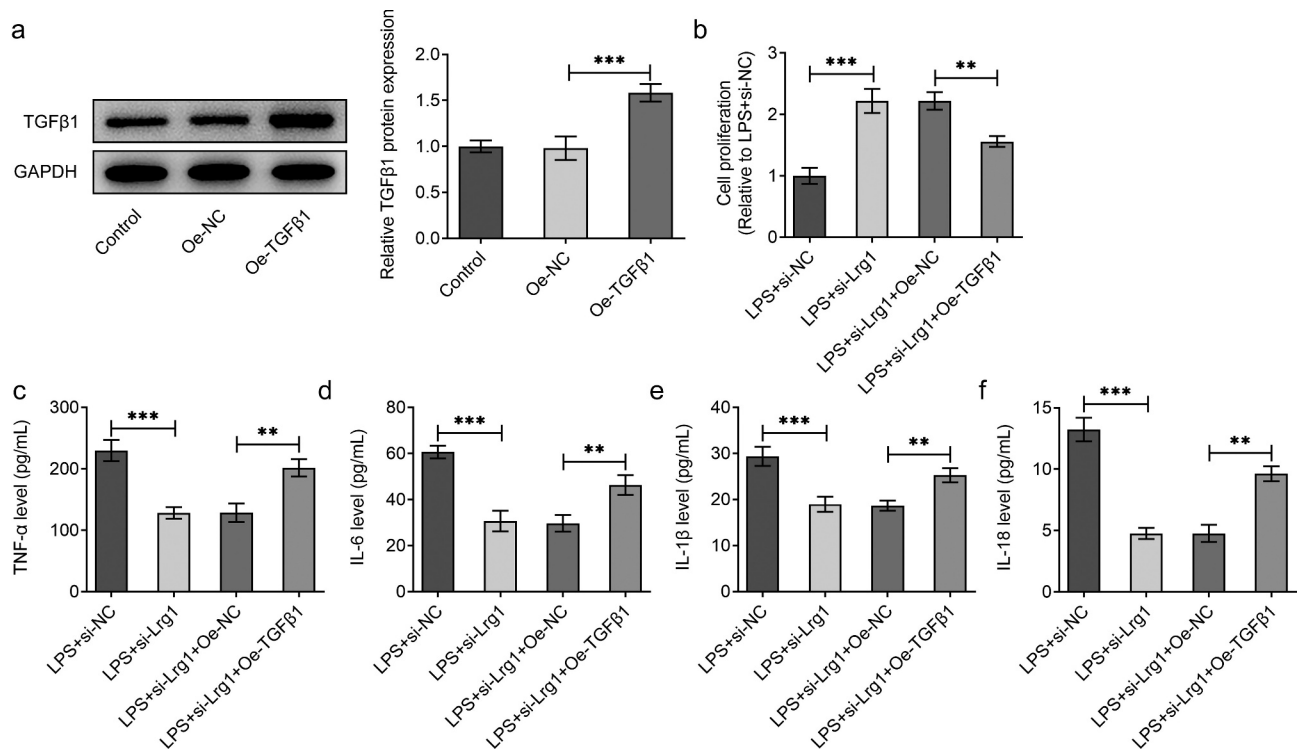 a
TGFβ1
GAPDH
Control
Oe-NC
Oe-TGFβ1
Relative TGFβ1 protein expression
2.0
1.5
1.0
0.5
0.0
***
Control
Oe-NC
Oe-TGFβ1
b
Cell proliferation
(Relative to LPS+si-NC)
3
2
1
0
***
**
LPS+si-NC
LPS+si-Lrg1
LPS+si-Lrg1+Oe-NC
LPS+si-Lrg1+Oe-TGFβ1
c
TNF-α level (pg/mL)
300
200
100
0
***
**
LPS+si-NC
LPS+si-Lrg1
LPS+si-Lrg1+Oe-NC
LPS+si-Lrg1+Oe-TGFβ1
d
IL-6 level (pg/mL)
80
60
40
20
0
***
**
LPS+si-NC
LPS+si-Lrg1
LPS+si-Lrg1+Oe-NC
LPS+si-Lrg1+Oe-TGFβ1
e
IL-1β level (pg/mL)
40
30
20
10
0
***
**
LPS+si-NC
LPS+si-Lrg1
LPS+si-Lrg1+Oe-NC
LPS+si-Lrg1+Oe-TGFβ1
f
IL-18 level (pg/mL)
15
10
5
0
***
**
LPS+si-NC
LPS+si-Lrg1
LPS+si-Lrg1+Oe-NC
LPS+si-Lrg1+Oe-TGFβ1